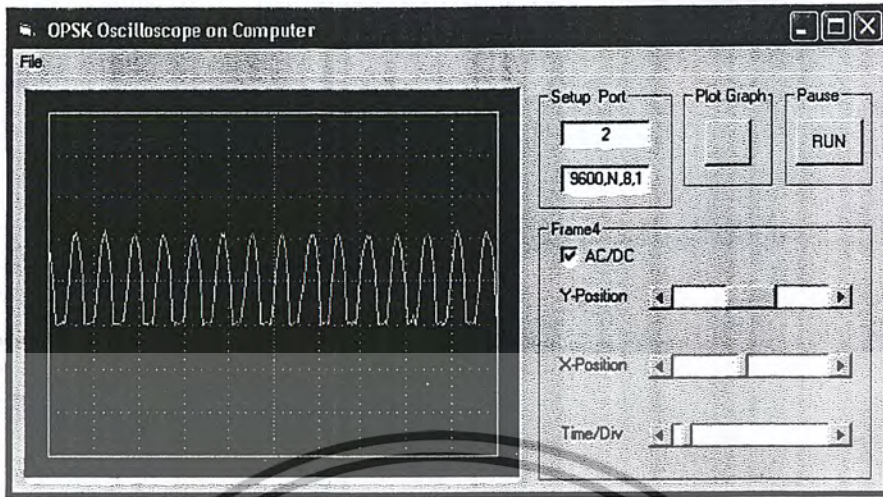 OPSK Oscilloscope on Computer
File
Setup Port
2
9600,N,8,1
Plot Graph
Pause
RUN
Frame4
AC/DC
Y-Position
X-Position
Time/Div